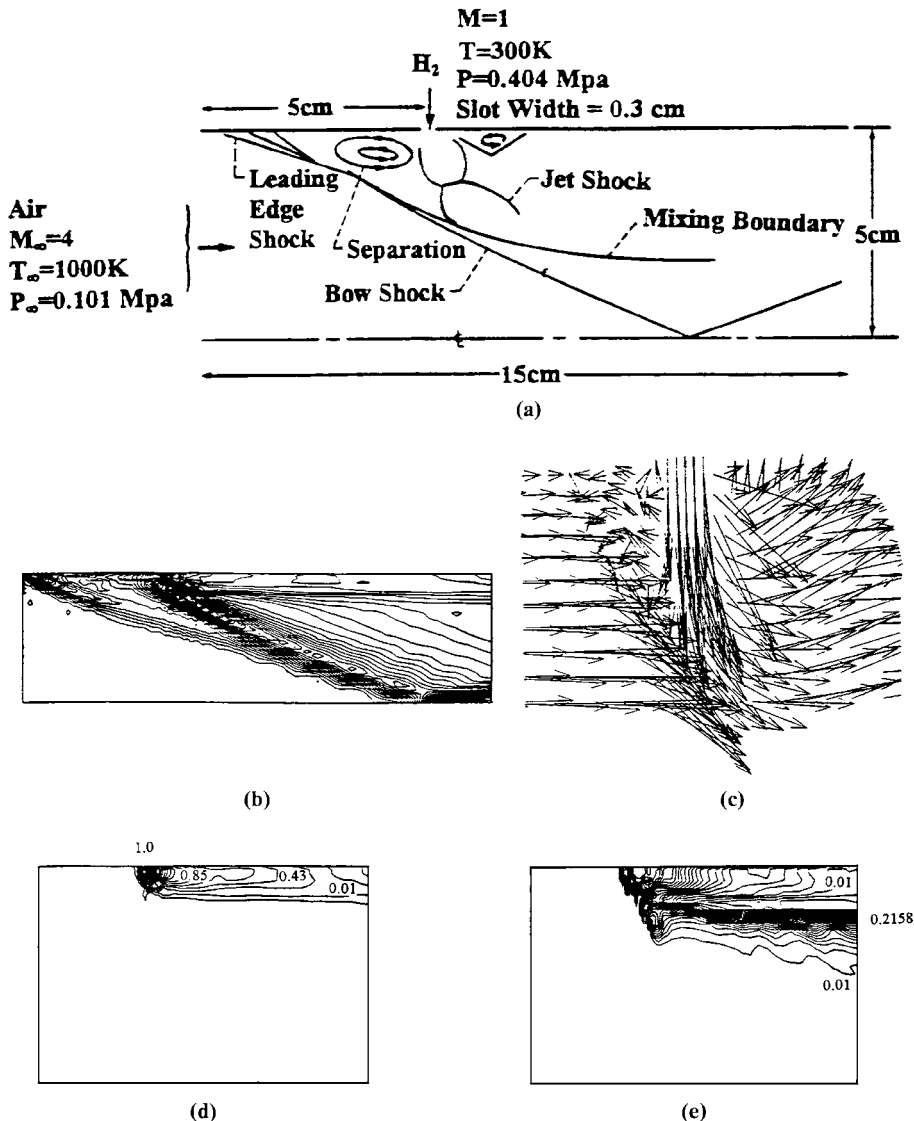 M=1
T=300K
P=0.404 Mpa
Slot Width = 0.3 cm
H₂
5cm
Leading
Edge
Shock
Separation
Bow Shock
Jet Shock
Mixing Boundary
Air
M∞=4
T∞=1000K
P∞=0.101 Mpa
5cm
15cm
(a)
(b)
(c)
1.0
0.85
0.43
0.01
(d)
0.01
0.2158
0.01
(e)